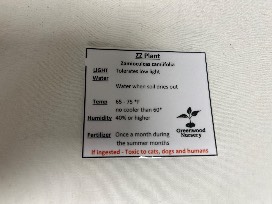 ZZ Plant
Zamioculcas zamiifolia
LIGHT Tolerates low light
Water
Water when soil dries out
Temp 65 - 75 °F
no cooler than 60°
Humidity 40% or higher
Greenwood
Nursery
Fertilizer Once a month during
the summer months
If ingested - Toxic to cats, dogs and humans